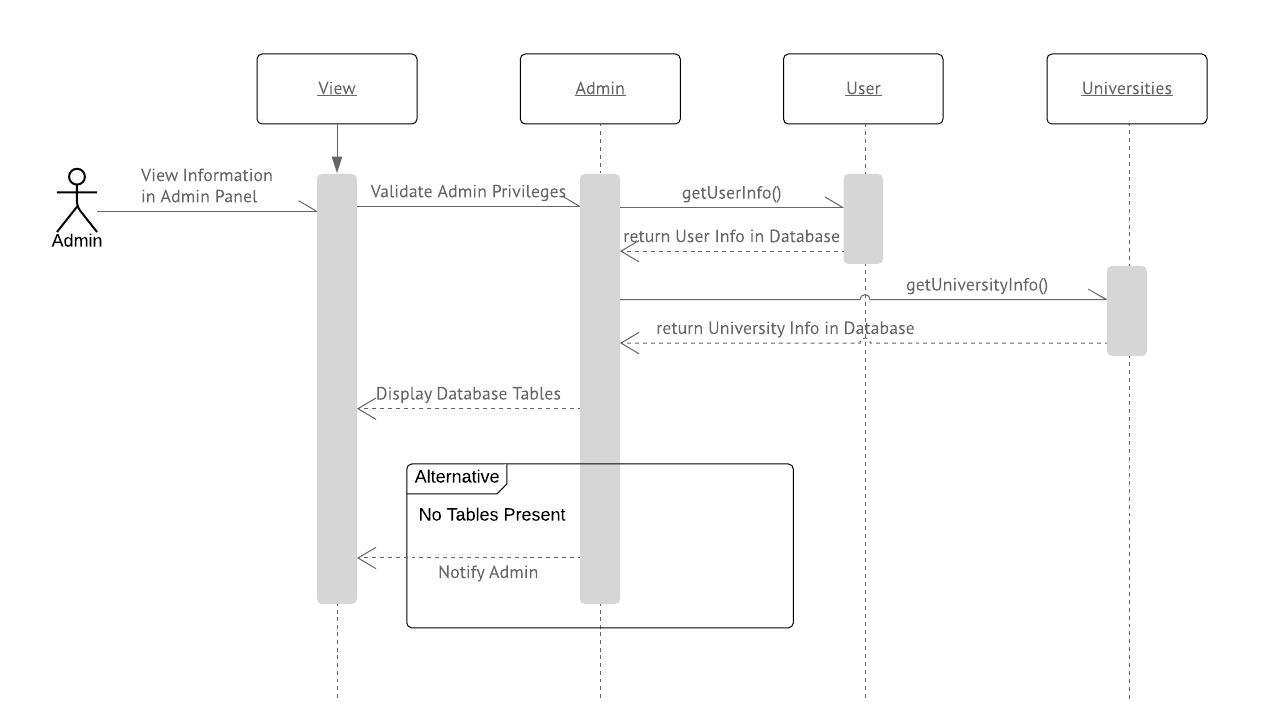 View
Admin
User
Universities
View Information
in Admin Panel
Validate Admin Privileges
getUserInfo()
Admin
return User Info in Database
getUniversityInfo()
return University Info in Database
Display Database Tables
Alternative
No Tables Present
Notify Admin